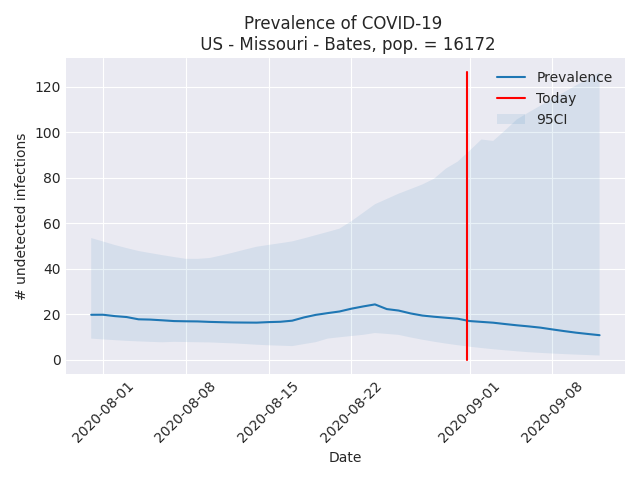 Prevalence of COVID-19
US - Missouri - Bates, pop. = 16172
Prevalence
Today
95CI
# undetected infections
120
100
80
60
40
20
0
2020-08-01
2020-08-08
2020-08-15
2020-08-22
2020-09-01
2020-09-08
Date